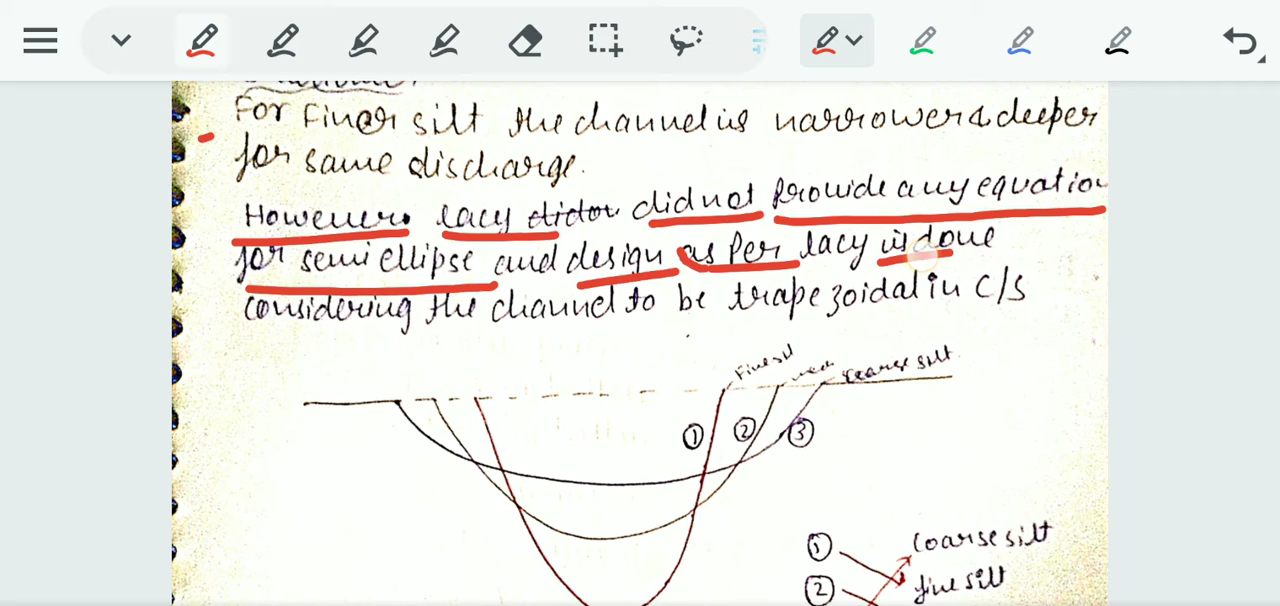 For Finer silt the channel is narrower & deeper
for same discharge.
However lacy didot did not Provide any equation
for semi ellipse and design as Per lacy is done
considering the channel to be trapezoidal in C/S
Fine silt
coarse silt
① ② ③
① coarse silt
② fine silt